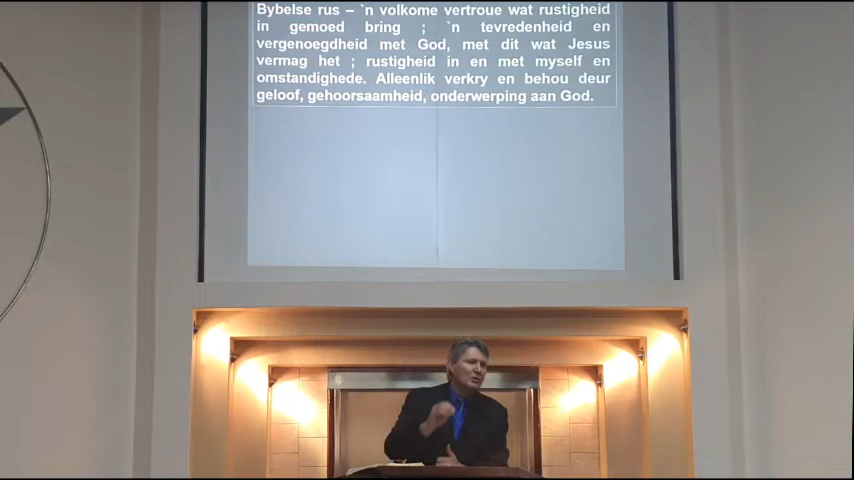 Bybelse rus – 'n volkome vertroue wat rustigheid
in gemoed bring ; 'n tevredenheid en
vergenoegdheid met God, met dit wat Jesus
vermag het ; rustigheid in en met myself en
omstandighede. Alleenlik verkry en behou deur
geloof, gehoorsaamheid, onderwerping aan God.